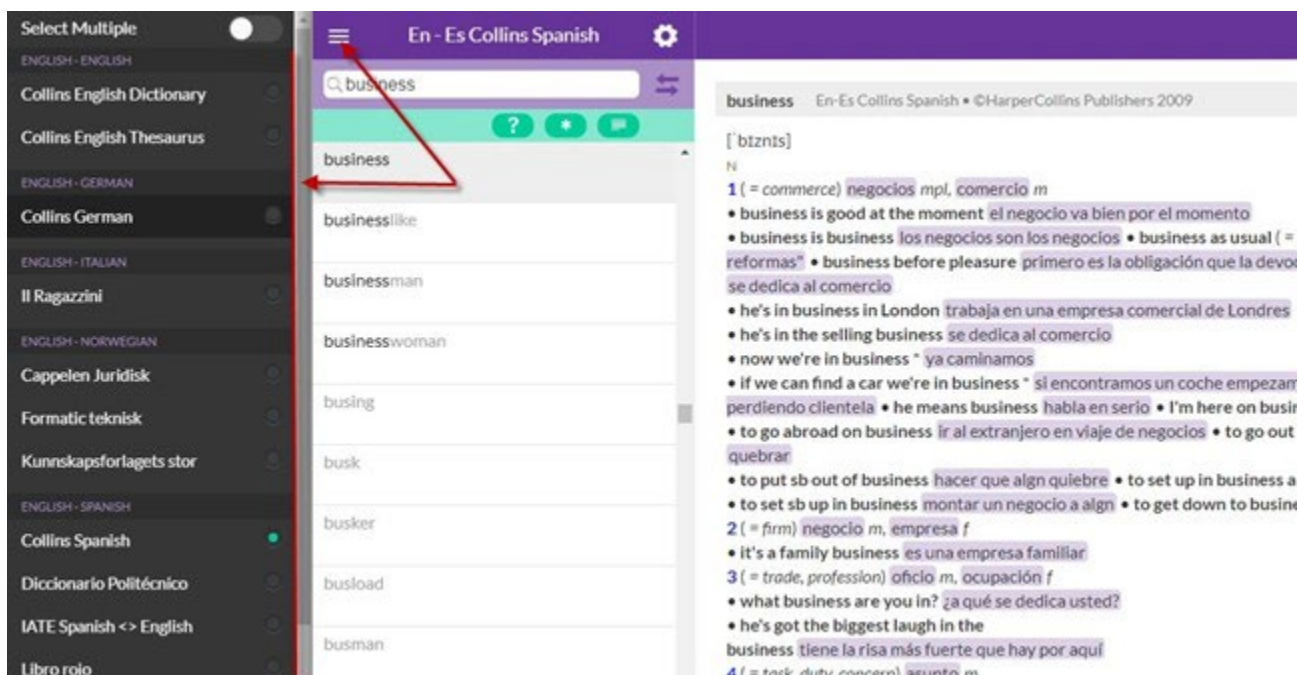 Select Multiple
ENGLISH - ENGLISH
Collins English Dictionary
Collins English Thesaurus
ENGLISH - GERMAN
Collins German
ENGLISH - ITALIAN
Il Ragazzini
ENGLISH - NORWEGIAN
Cappelen Juridisk
Formatic teknisk
Kunnskapsforlagets stor
ENGLISH - SPANISH
Collins Spanish
Diccionario Politécnico
IATE Spanish <> English
Libro rojo
En - Es Collins Spanish
business
?
*
business
businesslike
businessman
businesswoman
busing
busk
busker
busload
busman
business En-Es Collins Spanish • ©HarperCollins Publishers 2009
[ˈbɪznɪs]
N
1 ( = commerce) negocios mpl, comercio m
• business is good at the moment el negocio va bien por el momento
• business is business los negocios son los negocios • business as usual ( =
reformas" • business before pleasure primero es la obligación que la devoc
se dedica al comercio
• he's in business in London trabaja en una empresa comercial de Londres
• he's in the selling business se dedica al comercio
• now we're in business * ya caminamos
• if we can find a car we're in business * si encontramos un coche empezam
perdiendo clientela • he means business habla en serio • I'm here on busin
• to go abroad on business ir al extranjero en viaje de negocios • to go out
quebrar
• to put sb out of business hacer que algn quiebre • to set up in business a
• to set sb up in business montar un negocio a algn • to get down to busine
2 ( = firm) negocio m, empresa f
• it's a family business es una empresa familiar
3 ( = trade, profession) oficio m, ocupación f
• what business are you in? ¿a qué se dedica usted?
• he's got the biggest laugh in the
business tiene la risa más fuerte que hay por aquí
4 ( = task, duty, concern) asunto m